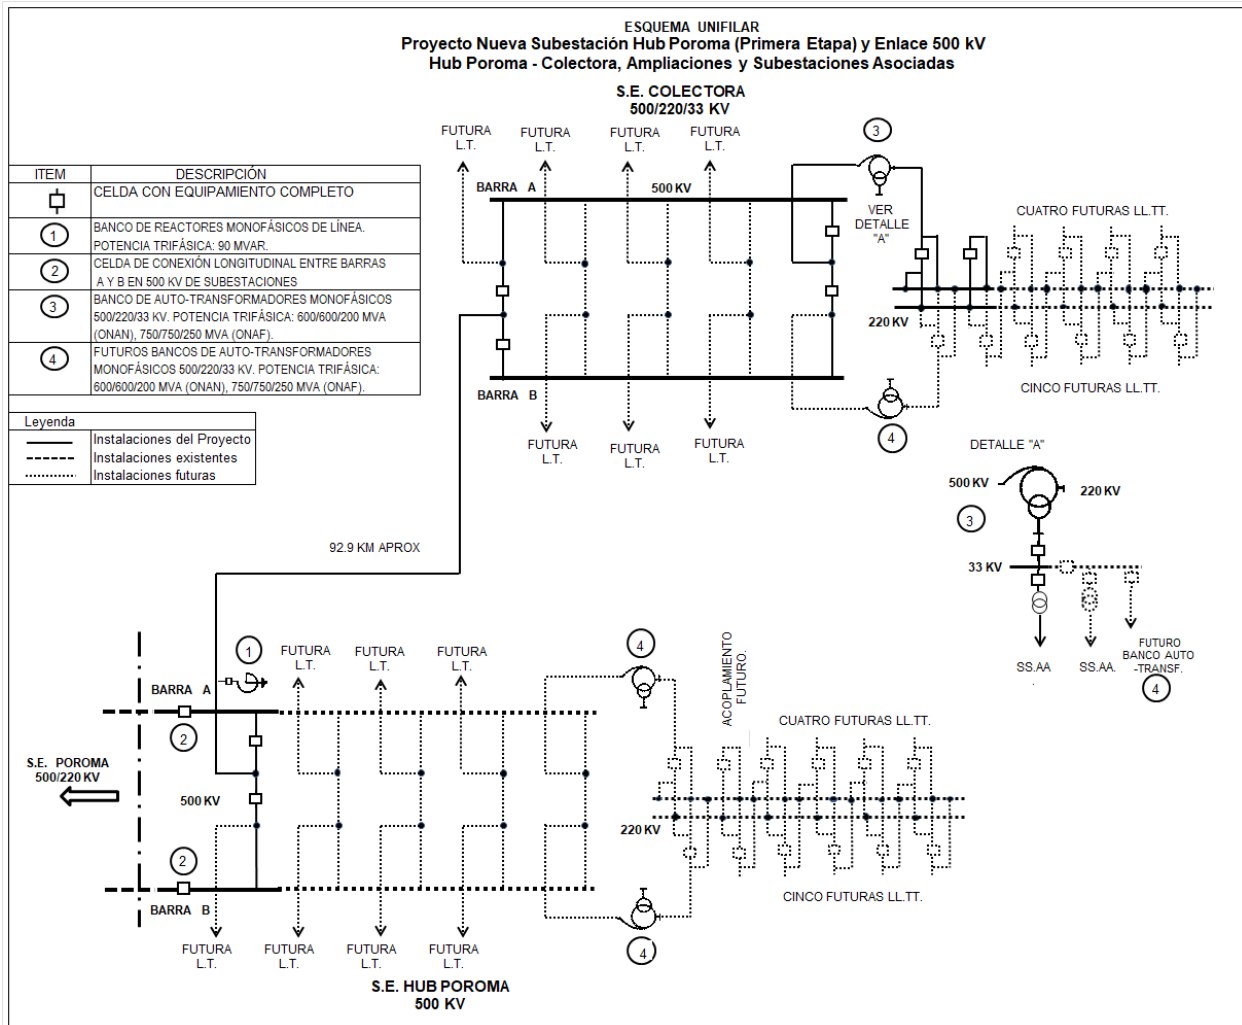 ESQUEMA UNIFILAR
Proyecto Nueva Subestación Hub Poroma (Primera Etapa) y Enlace 500 kV
Hub Poroma - Colectora, Ampliaciones y Subestaciones Asociadas
S.E. COLECTORA
500/220/33 KV
FUTURA
L.T.
FUTURA
L.T.
FUTURA
L.T.
FUTURA
L.T.
3
ITEM DESCRIPCIÓN
CELDA CON EQUIPAMIENTO COMPLETO
1 BANCO DE REACTORES MONOFÁSICOS DE LÍNEA.
POTENCIA TRIFÁSICA: 90 MVAR.
2 CELDA DE CONEXIÓN LONGITUDINAL ENTRE BARRAS
A Y B EN 500 KV DE SUBESTACIONES
3 BANCO DE AUTO-TRANSFORMADORES MONOFÁSICOS
500/220/33 KV. POTENCIA TRIFÁSICA: 600/600/200 MVA
(ONAN), 750/750/250 MVA (ONAF).
4 FUTUROS BANCOS DE AUTO-TRANSFORMADORES
MONOFÁSICOS 500/220/33 KV. POTENCIA TRIFÁSICA:
600/600/200 MVA (ONAN), 750/750/250 MVA (ONAF).
Leyenda
Instalaciones del Proyecto
Instalaciones existentes
Instalaciones futuras
BARRA A
500 KV
VER
DETALLE
"A"
CUATRO FUTURAS LL.TT.
220 KV
CINCO FUTURAS LL.TT.
BARRA B
4
FUTURA
L.T.
FUTURA
L.T.
FUTURA
L.T.
DETALLE "A"
500 KV
220 KV
3
33 KV
SS.AA
.
SS.AA.
FUTURO
BANCO AUTO
-TRANSF.
4
92.9 KM APROX
1
FUTURA
L.T.
FUTURA
L.T.
FUTURA
L.T.
4
ACOPLAMIENTO
FUTURO.
BARRA A
2
CUATRO FUTURAS LL.TT.
S.E. POROMA
500/220 KV
500 KV
220 KV
2
BARRA B
CINCO FUTURAS LL.TT.
4
FUTURA
L.T.
FUTURA
L.T.
FUTURA
L.T.
FUTURA
L.T.
S.E. HUB POROMA
500 KV